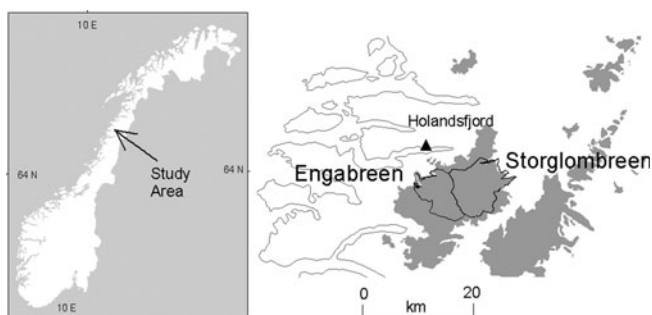 10 E
64 N
64 N
Study
Area
10 E
Holandsfjord
Engabreen
Storglombreen
0
20
km